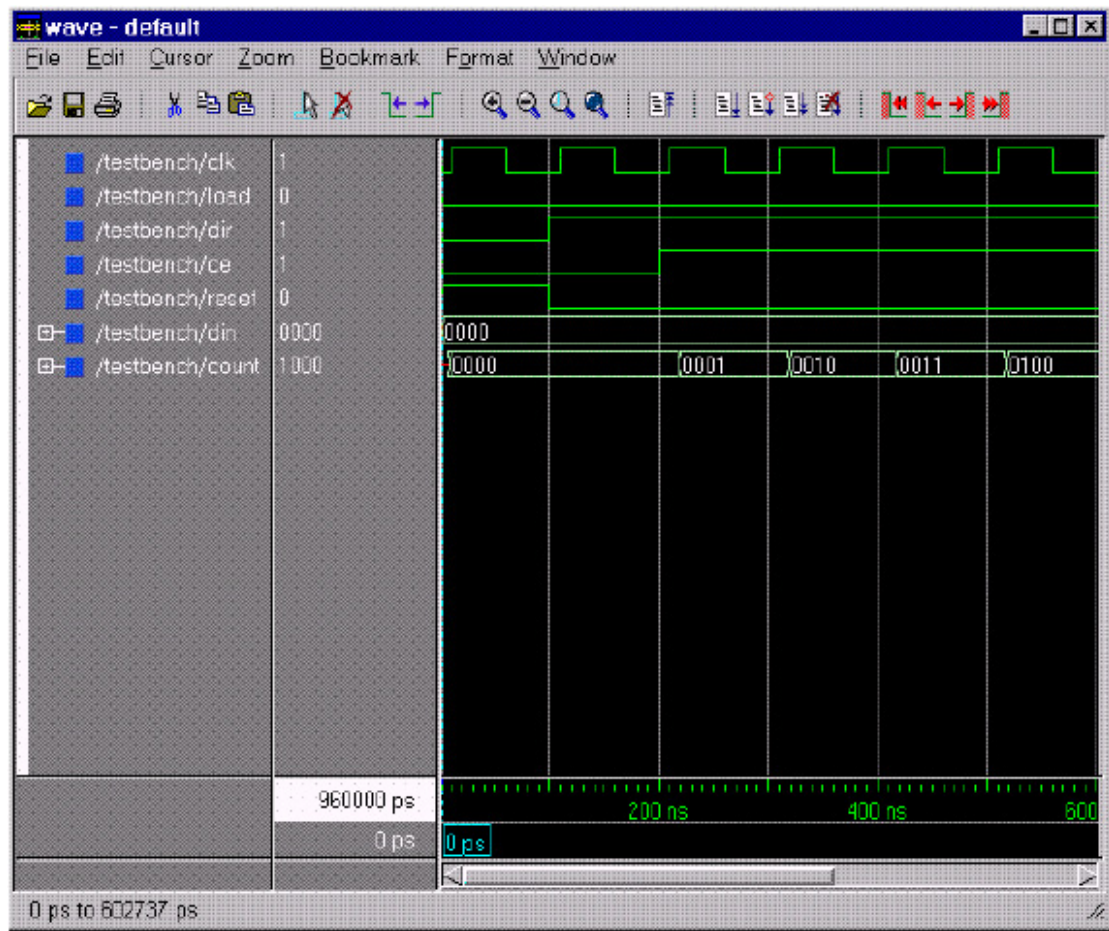 wave - default
File Edit Cursor Zoom Bookmark Format Window
/testbench/clk 1
/testbench/load 0
/testbench/dir 1
/testbench/ce 1
/testbench/reset 0
/testbench/din 0000 0000
/testbench/count 1000 0000 0001 0010 0011 0100
960000 ps 200 ns 400 ns 600
0 ps 0 ps
0 ps to 602737 ps